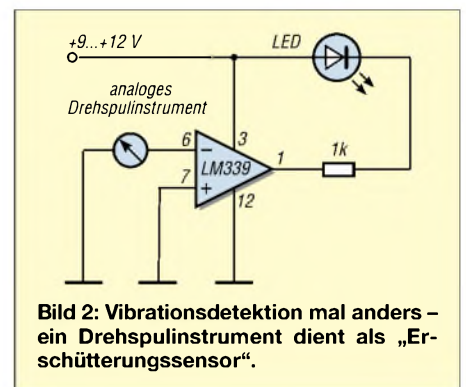 +9...+12 V
LED
analoges
Drehspulinstrument
6
3
1k
LM339
1
7
+
12
Bild 2: Vibrationsdetektion mal anders –
ein Drehspulinstrument dient als „Er-
schütterungssensor“.